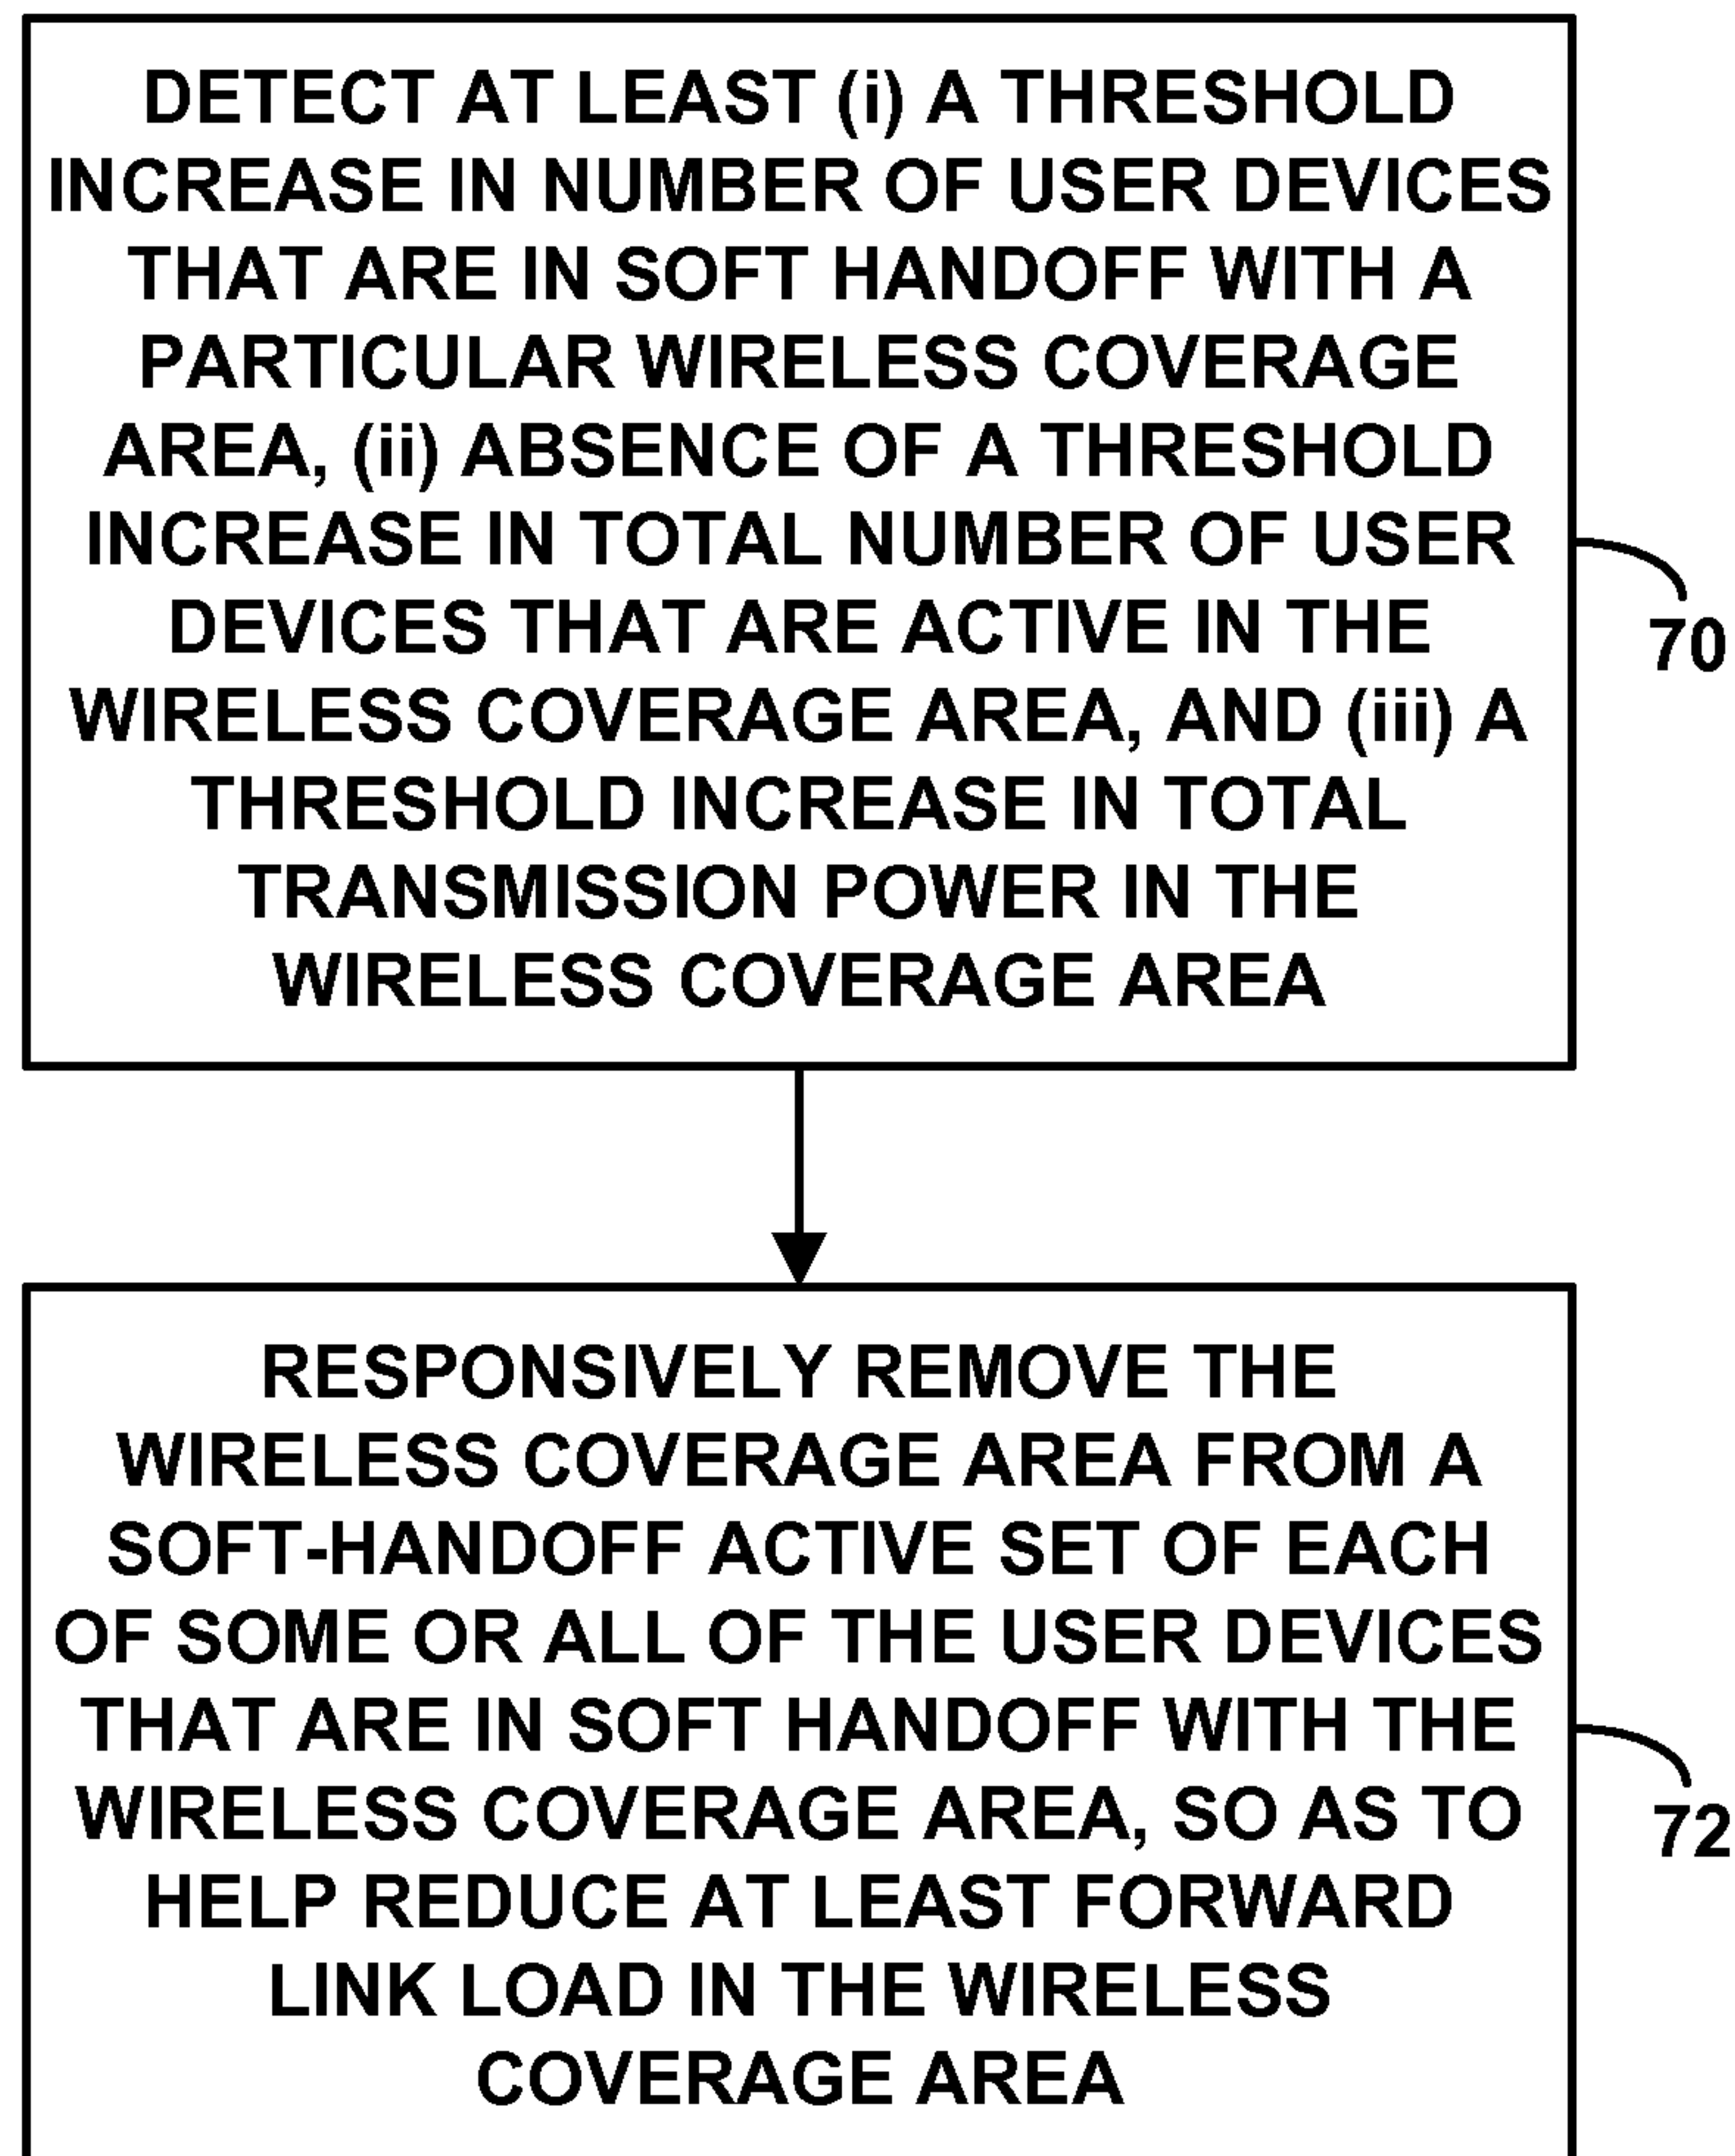 DETECT AT LEAST (i) A THRESHOLD
INCREASE IN NUMBER OF USER DEVICES
THAT ARE IN SOFT HANDOFF WITH A
PARTICULAR WIRELESS COVERAGE
AREA, (ii) ABSENCE OF A THRESHOLD
INCREASE IN TOTAL NUMBER OF USER
DEVICES THAT ARE ACTIVE IN THE
WIRELESS COVERAGE AREA, AND (iii) A
THRESHOLD INCREASE IN TOTAL
TRANSMISSION POWER IN THE
WIRELESS COVERAGE AREA
70
RESPONSIVELY REMOVE THE
WIRELESS COVERAGE AREA FROM A
SOFT-HANDOFF ACTIVE SET OF EACH
OF SOME OR ALL OF THE USER DEVICES
THAT ARE IN SOFT HANDOFF WITH THE
WIRELESS COVERAGE AREA, SO AS TO
HELP REDUCE AT LEAST FORWARD
LINK LOAD IN THE WIRELESS
COVERAGE AREA
72